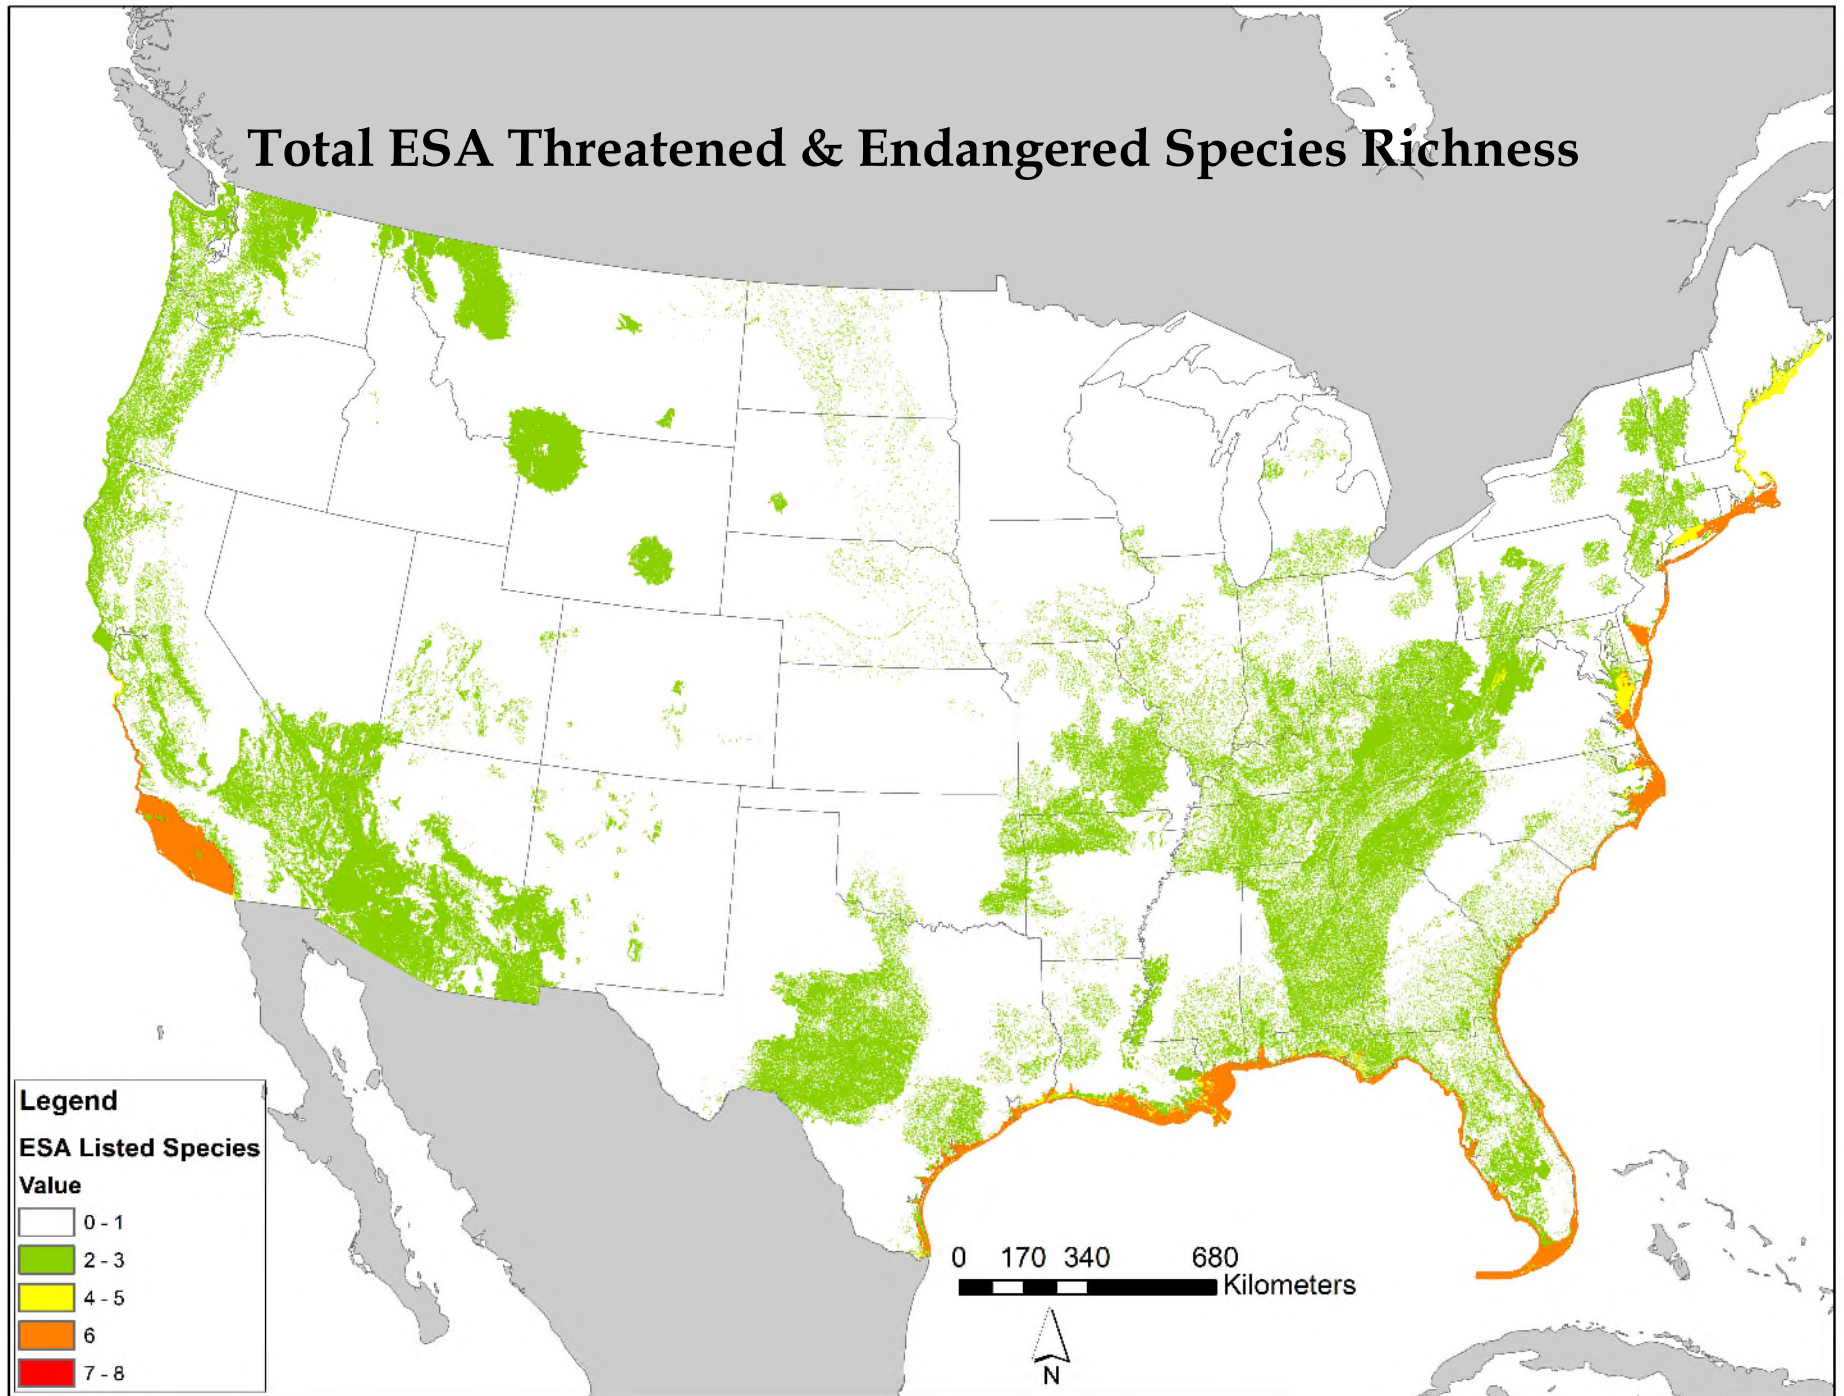 Total ESA Threatened & Endangered Species Richness
Legend
ESA Listed Species
Value
0 - 1
2 - 3
4 - 5
6
7 - 8
0 170 340 680
Kilometers
N